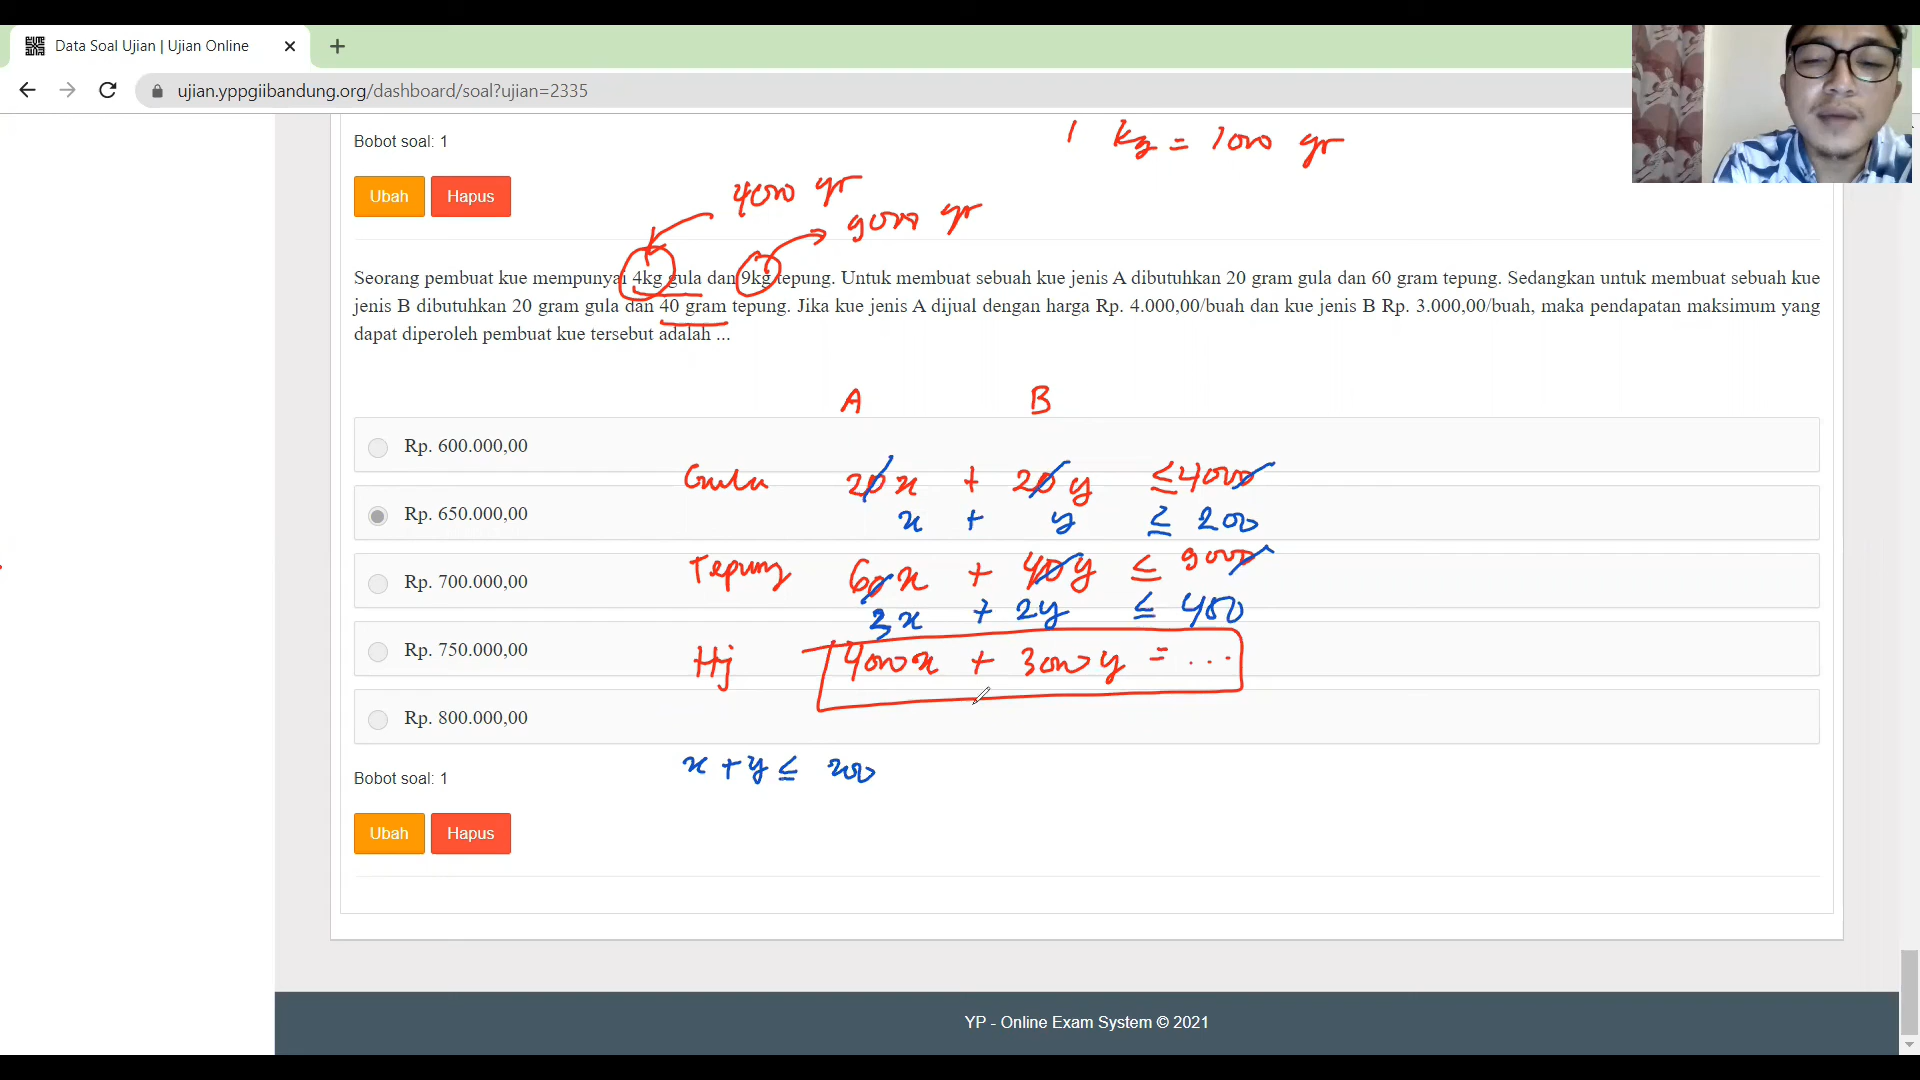 Data Soal Ujian | Ujian Online
ujian.yppgiibandung.org/dashboard/soal?ujian=2335
Bobot soal: 1
1 kg = 1000 gr
Ubah Hapus
4000 gr
9000 gr
Seorang pembuat kue mempunyai 4kg gula dan 9kg tepung. Untuk membuat sebuah kue jenis A dibutuhkan 20 gram gula dan 60 gram tepung. Sedangkan untuk membuat sebuah kue
jenis B dibutuhkan 20 gram gula dan 40 gram tepung. Jika kue jenis A dijual dengan harga Rp. 4.000,00/buah dan kue jenis B Rp. 3.000,00/buah, maka pendapatan maksimum yang
dapat diperoleh pembuat kue tersebut adalah ...
A B
Rp. 600.000,00
Gula 20x + 20y ≤ 4000
Rp. 650.000,00
x + y ≥ 200
Tepung 60x + 40y ≤ 9000
Rp. 700.000,00
3x + 2y ≤ 450
Rp. 750.000,00
Hj 4000x + 3000y = ...
Rp. 800.000,00
x + y ≤ 200
Bobot soal: 1
Ubah Hapus
YP - Online Exam System © 2021